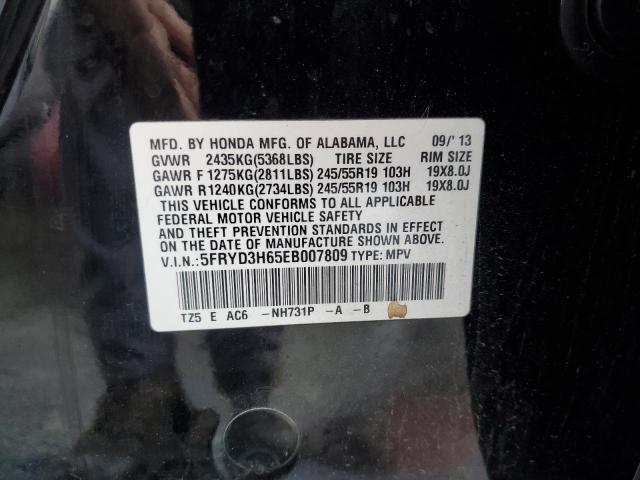 MFD. BY HONDA MFG. OF ALABAMA, LLC 09/'13
GVWR 2435KG(5368LBS) TIRE SIZE RIM SIZE
GAWR F 1275KG(2811LBS) 245/55R19 103H 19X8.0J
GAWR R1240KG(2734LBS) 245/55R19 103H 19X8.0J
THIS VEHICLE CONFORMS TO ALL APPLICABLE
FEDERAL MOTOR VEHICLE SAFETY
AND THEFT PREVENTION STANDARDS IN EFFECT
ON THE DATE OF MANUFACTURE SHOWN ABOVE.
V.I.N.: 5FRYD3H65EB007809 TYPE: MPV
TZ5 E AC6 -NH731P -A -B